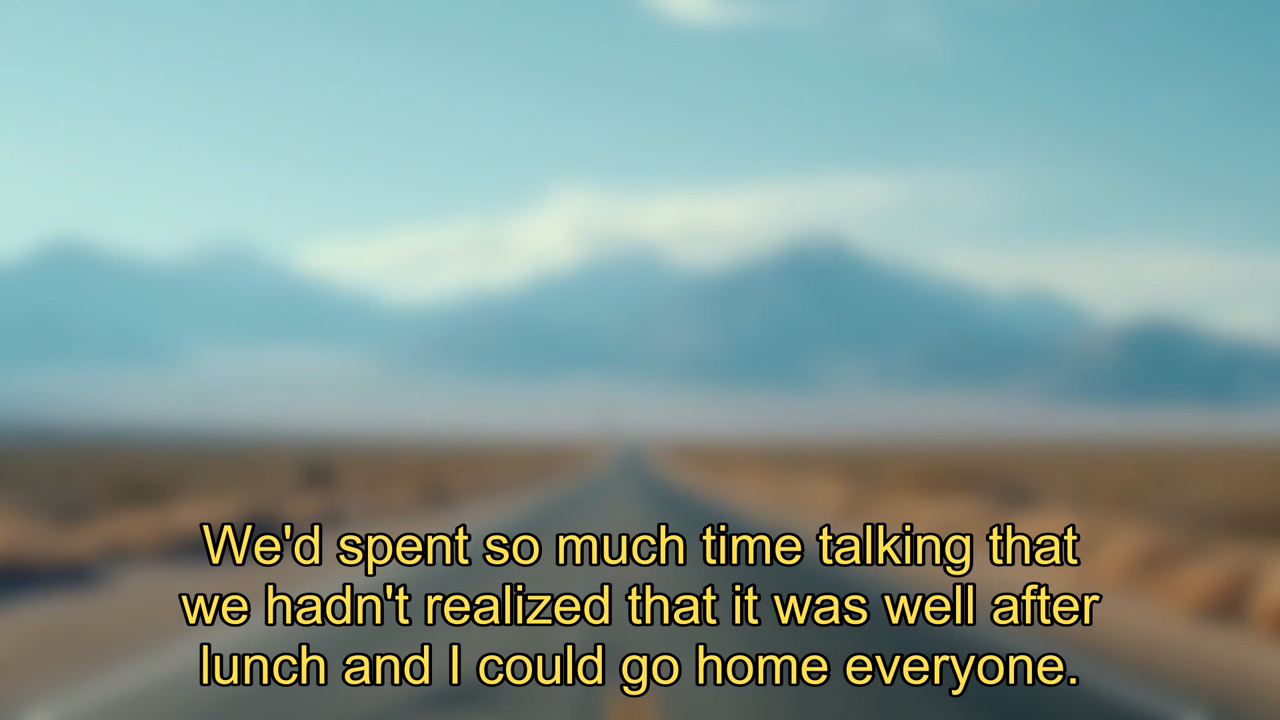 We'd spent so much time talking that
we hadn't realized that it was well after
lunch and I could go home everyone.